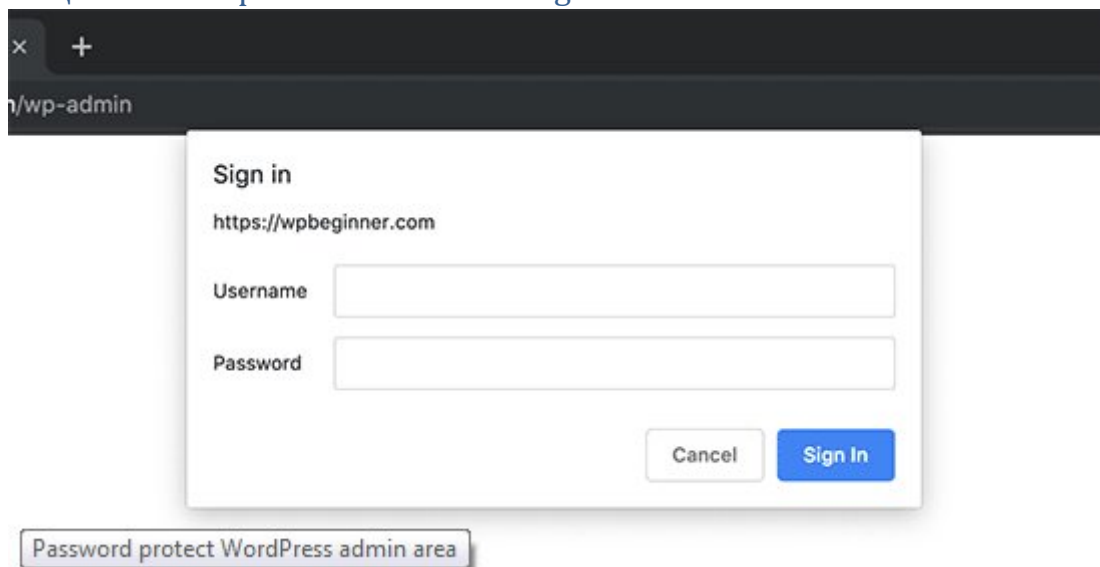 × +
/wp-admin
Sign in
https://wpbeginner.com
Username
Password
Cancel
Sign In
Password protect WordPress admin area